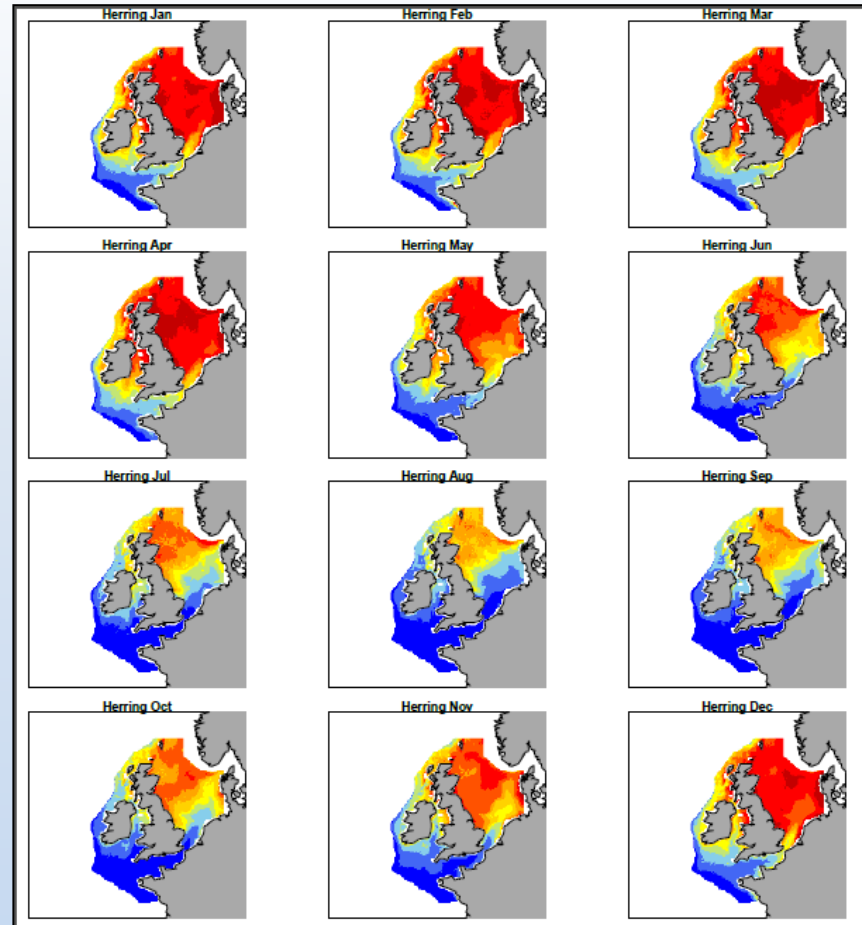 Herring Jan
Herring Feb
Herring Mar
Herring Apr
Herring May
Herring Jun
Herring Jul
Herring Aug
Herring Sep
Herring Oct
Herring Nov
Herring Dec